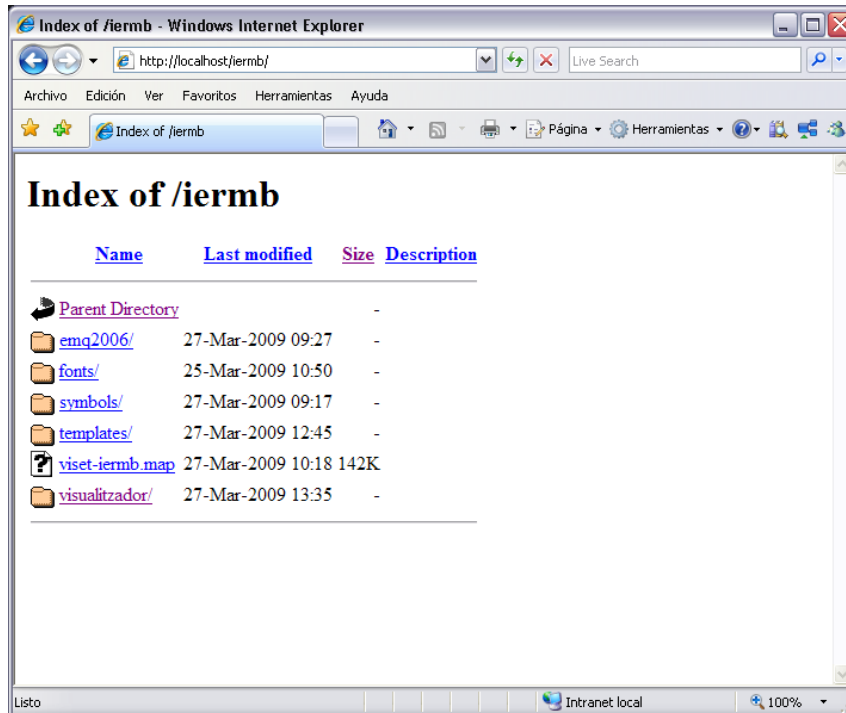 Index of /iermb - Windows Internet Explorer
http://localhost/iermb/
Live Search
Archivo Edición Ver Favoritos Herramientas Ayuda
Index of /iermb
Página Herramientas
Index of /iermb
Name Last modified Size Description
Parent Directory -
emq2006/ 27-Mar-2009 09:27 -
fonts/ 25-Mar-2009 10:50 -
symbols/ 27-Mar-2009 09:17 -
templates/ 27-Mar-2009 12:45 -
viset-iermb.map 27-Mar-2009 10:18 142K
visualitzador/ 27-Mar-2009 13:35 -
Listo Intranet local 100%